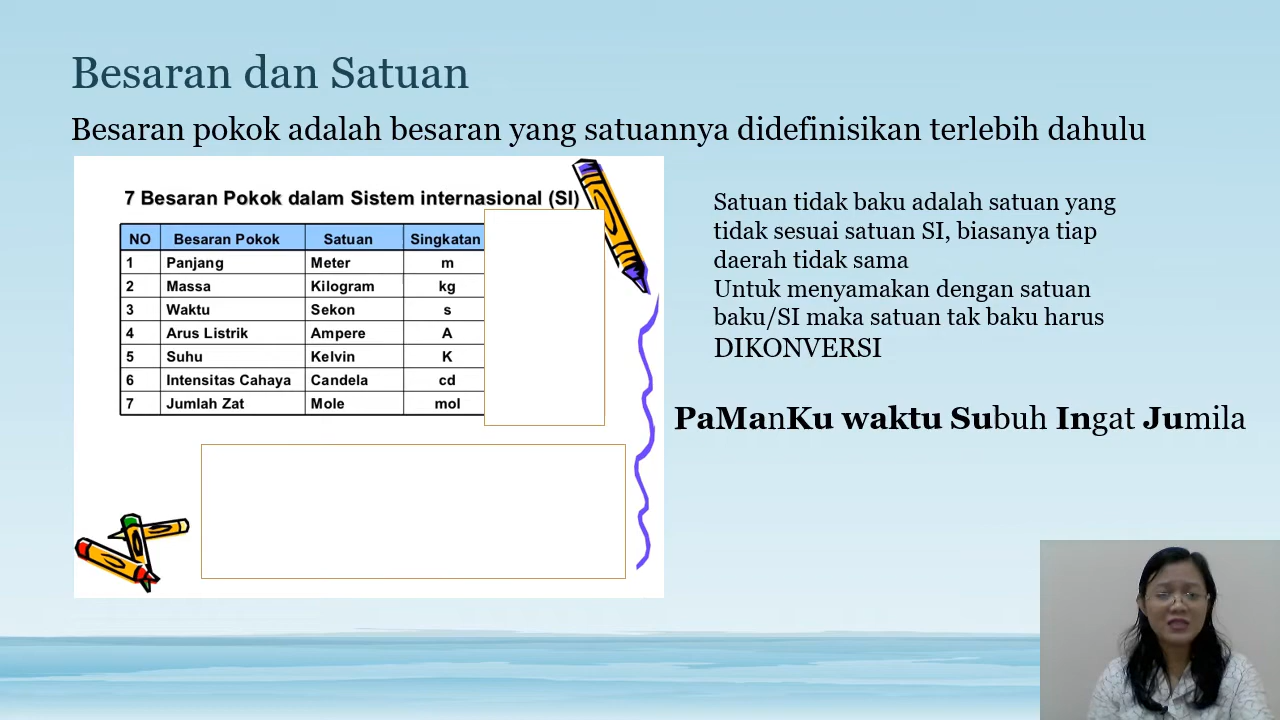 Besaran dan Satuan
Besaran pokok adalah besaran yang satuannya didefinisikan terlebih dahulu
7 Besaran Pokok dalam Sistem internasional (SI)
NO Besaran Pokok Satuan Singkatan
1 Panjang Meter m
2 Massa Kilogram kg
3 Waktu Sekon s
4 Arus Listrik Ampere A
5 Suhu Kelvin K
6 Intensitas Cahaya Candela cd
7 Jumlah Zat Mole mol
Satuan tidak baku adalah satuan yang
tidak sesuai satuan SI, biasanya tiap
daerah tidak sama
Untuk menyamakan dengan satuan
baku/SI maka satuan tak baku harus
DIKONVERSI
PaManKu waktu Subuh Ingat Jumila